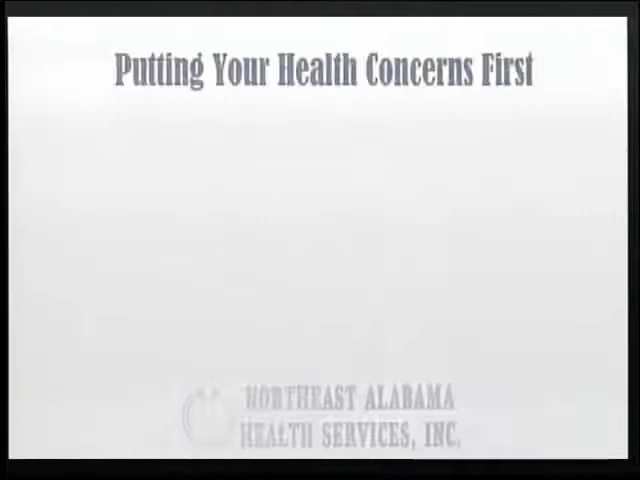 Putting Your Health Concerns First
NORTHEAST ALABAMA
HEALTH SERVICES, INC.